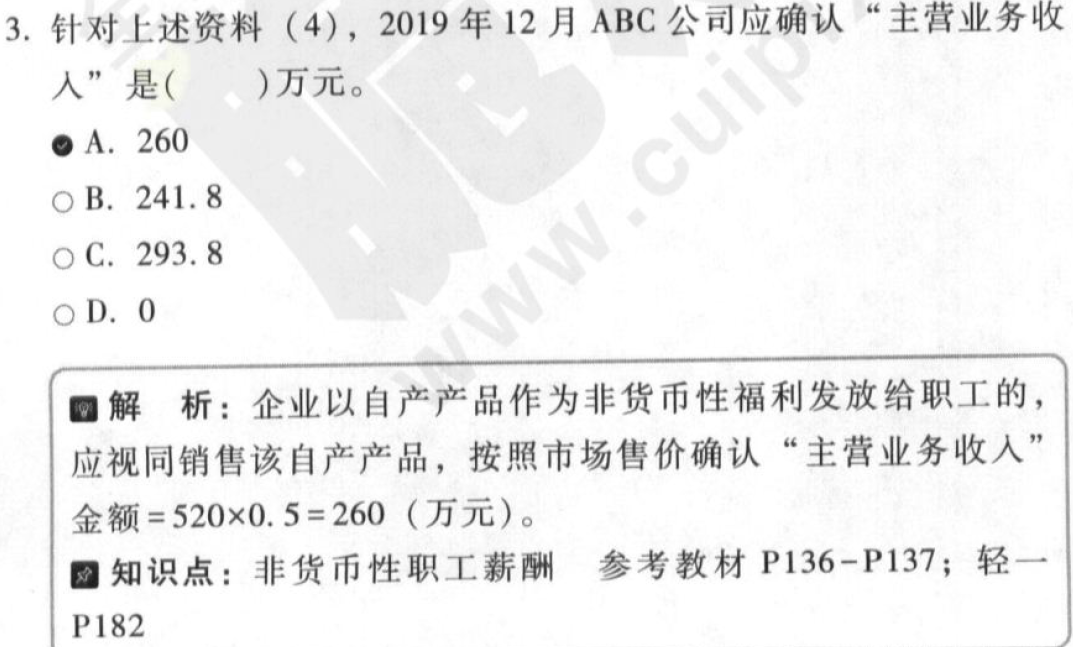 3. 针对上述资料（4），2019 年 12 月 ABC 公司应确认“主营业务收
入”是(　　)万元。
A. 260
B. 241.8
C. 293.8
D. 0
解　析：企业以自产产品作为非货币性福利发放给职工的，
应视同销售该自产产品，按照市场售价确认“主营业务收入”
金额=520×0.5=260（万元）。
知识点：非货币性职工薪酬　参考教材 P136-P137；轻一
P182
www.cuip